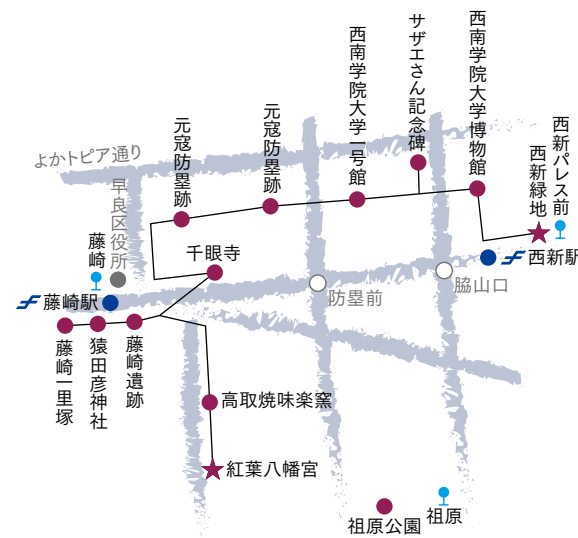 西南学院大学博物館
サザエさん記念碑
西南学院大学一号館
元寇防塁跡
元寇防塁跡
よかトピア通り
西新パレス前
西新緑地
早良区役所
藤崎
千眼寺
西新駅
脇山口
防塁前
藤崎駅
藤崎一里塚
猿田彦神社
藤崎遺跡
高取焼味楽窯
紅葉八幡宮
祖原公園
祖原